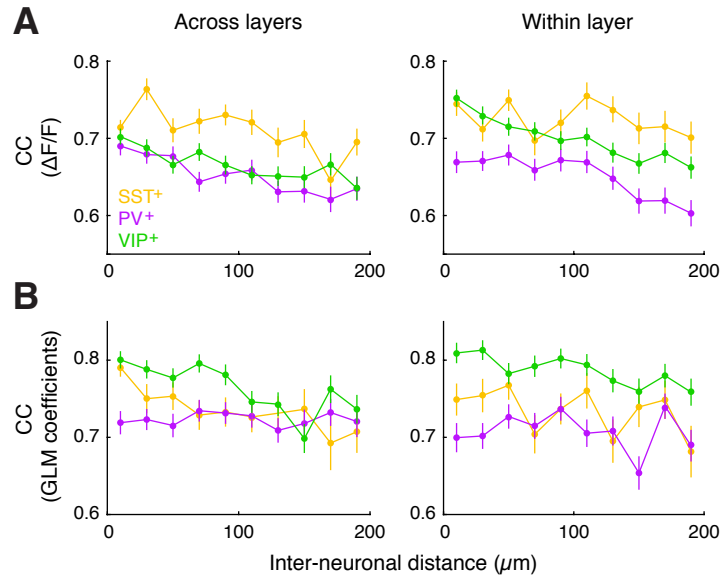 A
Across layers
Within layer
0.8
0.7
0.6
CC
(ΔF/F)
SST+
PV+
VIP+
0
100
200
0.8
0.7
0.6
0
100
200
B
0.8
0.7
0.6
CC
(GLM coefficients)
0
100
200
0.8
0.7
0.6
0
100
200
Inter-neuronal distance (µm)